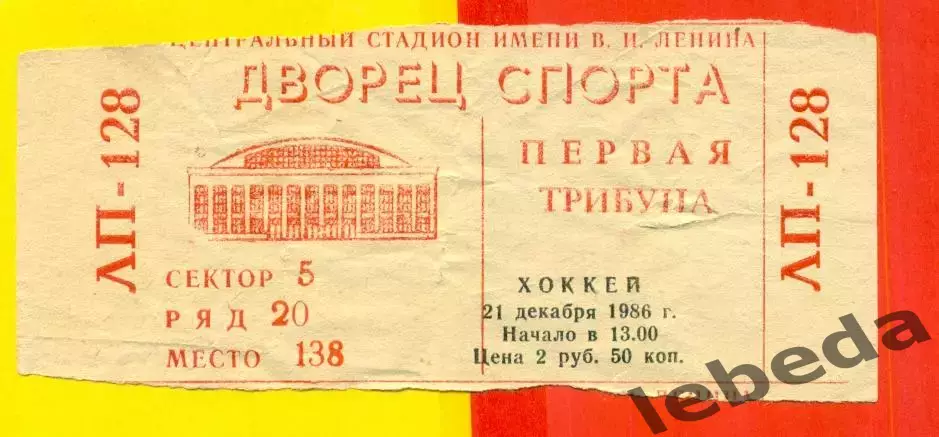 ЦЕНТРАЛЬНЫЙ СТАДИОН ИМЕНИ В. И. ЛЕНИНА
ДВОРЕЦ СПОРТА
ЛП-128
ПЕРВАЯ
ТРИБУНА
СЕКТОР 5
РЯД 20
МЕСТО 138
ХОККЕЙ
21 декабря 1986 г.
Начало в 13.00
Цена 2 руб. 50 коп.
ЛП-128
lebeda